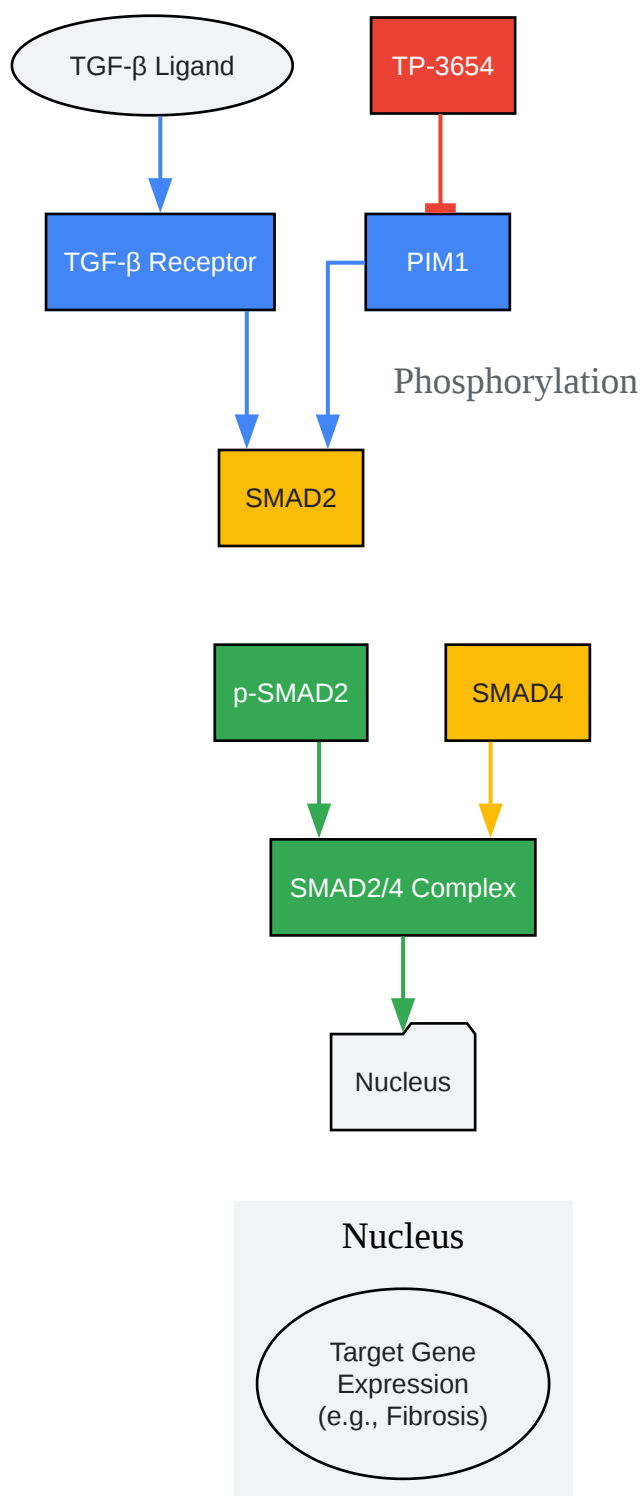 TGF-β Ligand
TP-3654
TGF-β Receptor
PIM1
Phosphorylation
SMAD2
p-SMAD2
SMAD4
SMAD2/4 Complex
Nucleus
Nucleus
Target Gene
Expression
(e.g., Fibrosis)